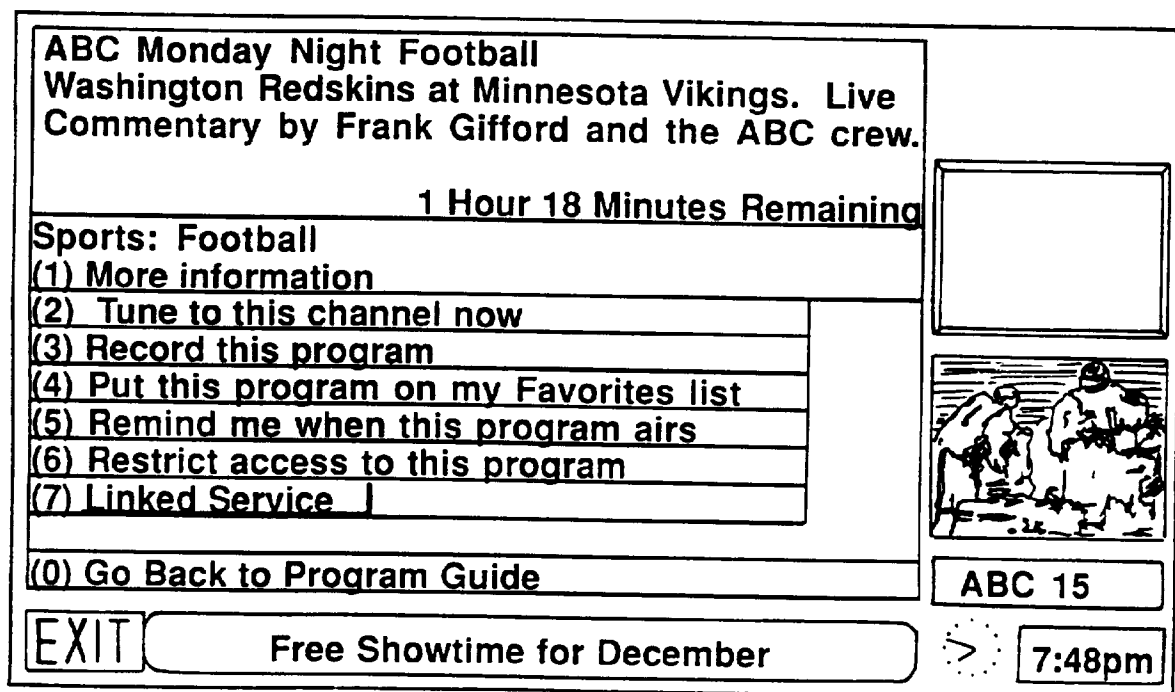 ABC Monday Night Football
Washington Redskins at Minnesota Vikings. Live
Commentary by Frank Gifford and the ABC crew.
1 Hour 18 Minutes Remaining
Sports: Football
(1) More information
(2) Tune to this channel now
(3) Record this program
(4) Put this program on my Favorites list
(5) Remind me when this program airs
(6) Restrict access to this program
(7) Linked Service
(0) Go Back to Program Guide
ABC 15
EXIT
Free Showtime for December
7:48pm